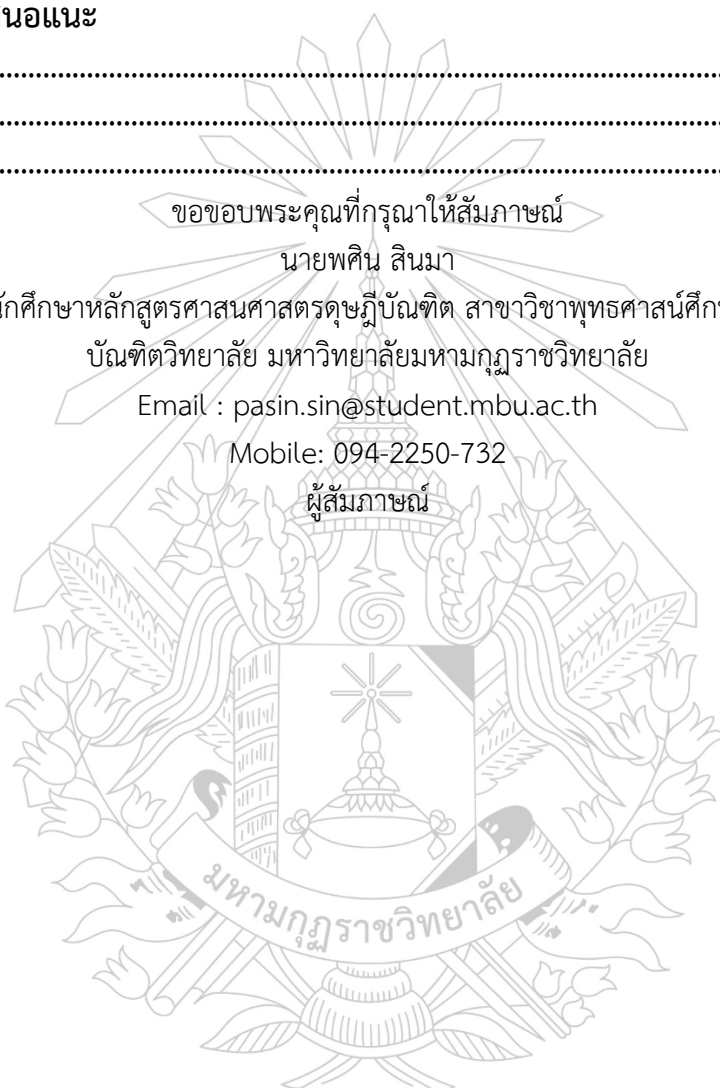 นอแนะ
ขอขอบพระคุณที่กรุณาให้สัมภาษณ์
นายพศิน สินมา
นักศึกษาหลักสูตรศาสนศาสตรดุษฎีบัณฑิต สาขาวิชาพุทธศาสน์ศึกษ
บัณฑิตวิทยาลัย มหาวิทยาลัยมหามกุฏราชวิทยาลัย
Email : pasin.sin@student.mbu.ac.th
Mobile: 094-2250-732
ผู้สัมภาษณ์
มหามกุฏราชวิทยาลัย